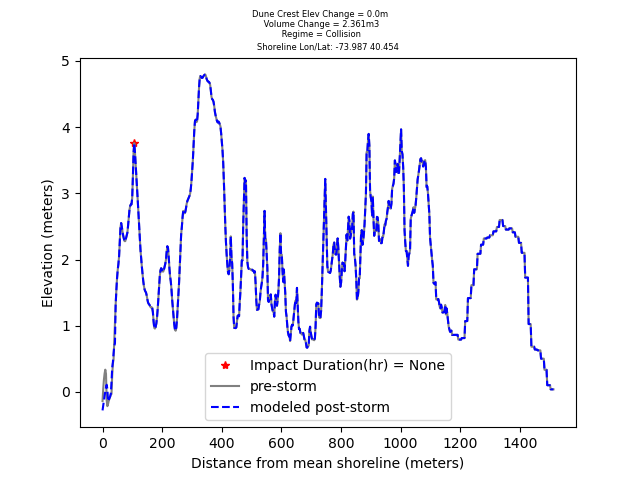 Dune Crest Elev Change = 0.0m
Volume Change = 2.361m3
Regime = Collision
Shoreline Lon/Lat: -73.987 40.454
5
4
3
2
1
0
Elevation (meters)
Impact Duration(hr) = None
pre-storm
modeled post-storm
0 200 400 600 800 1000 1200 1400
Distance from mean shoreline (meters)